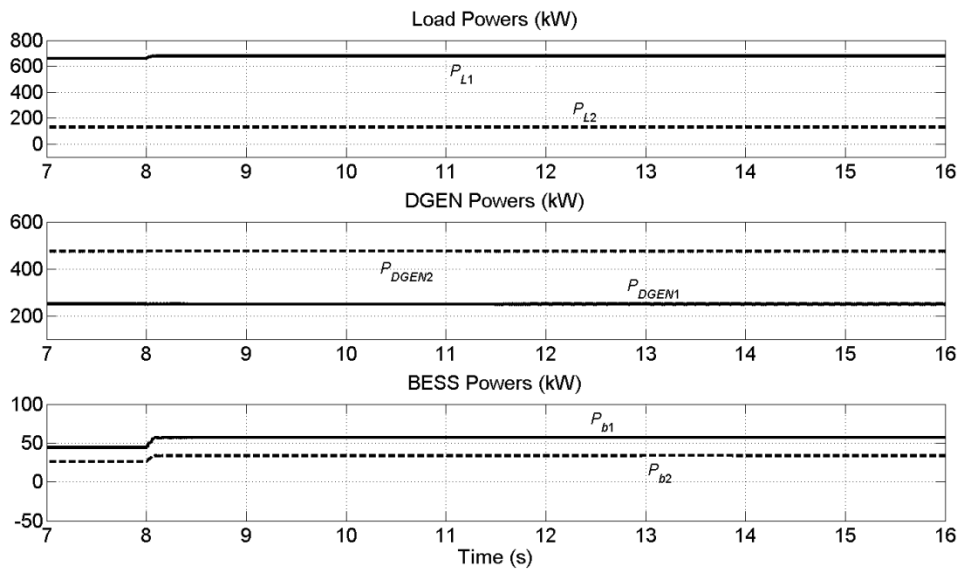 Load Powers (kW)
800
600
400
200
0
P_L1
P_L2
7 8 9 10 11 12 13 14 15 16
DGEN Powers (kW)
600
400
200
P_DGEN2
P_DGEN1
7 8 9 10 11 12 13 14 15 16
BESS Powers (kW)
100
50
0
-50
P_b1
P_b2
7 8 9 10 11 12 13 14 15 16
Time (s)